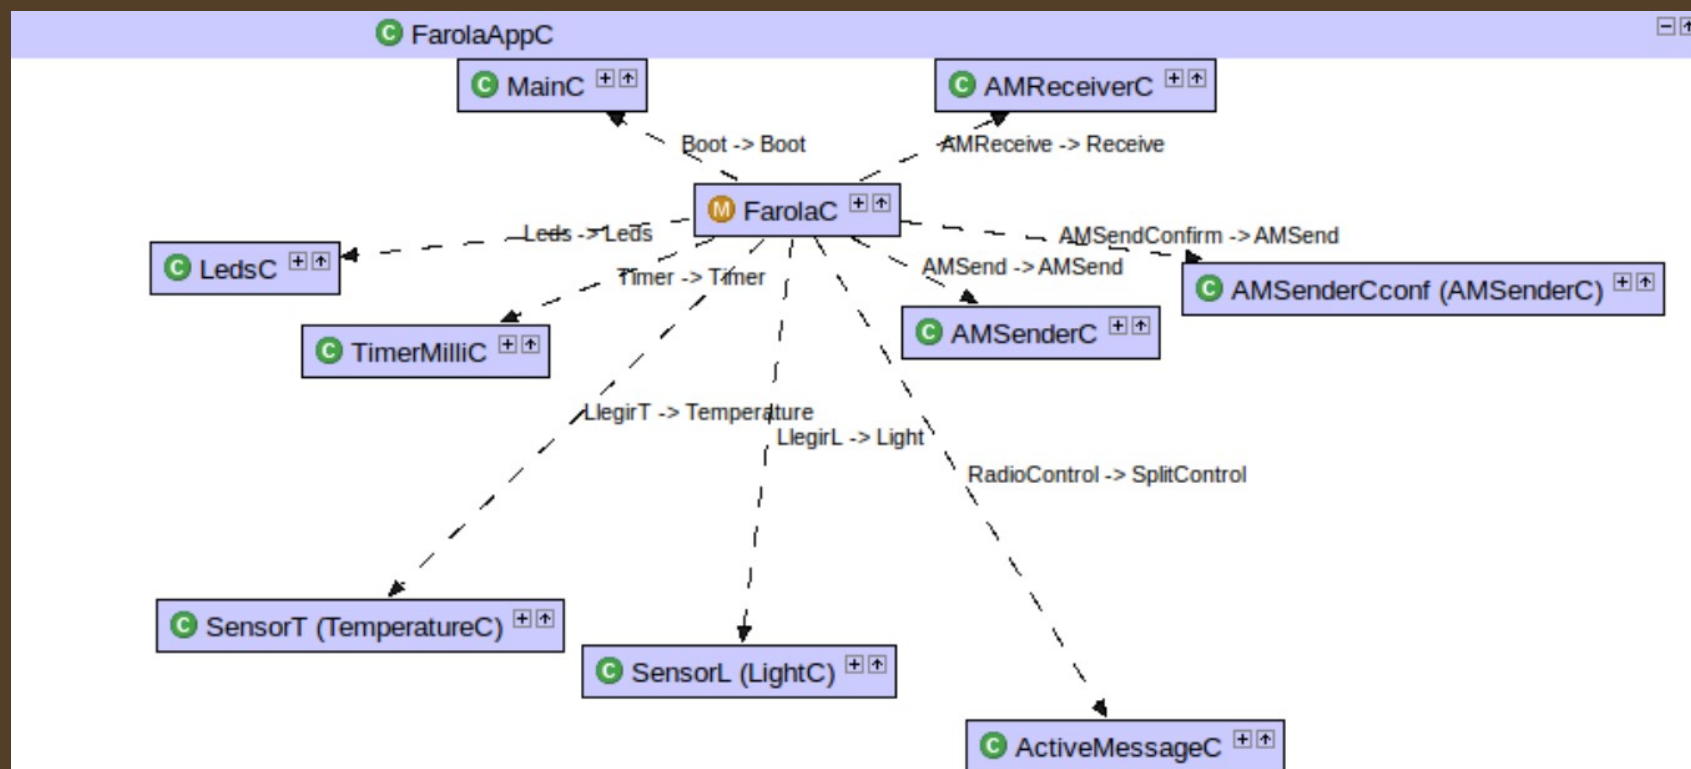 C FarolaAppC
C MainC
C AMReceiverC
Boot -> Boot
AMReceive -> Receive
M FarolaC
Leds -> Leds
AMSendConfirm -> AMSend
C LedsC
Timer -> Timer
AMSend -> AMSend
C AMSenderCconf (AMSenderC)
C TimerMilliC
C AMSenderC
LlegirT -> Temperature
LlegirL -> Light
RadioControl -> SplitControl
C SensorT (TemperatureC)
C SensorL (LightC)
C ActiveMessageC